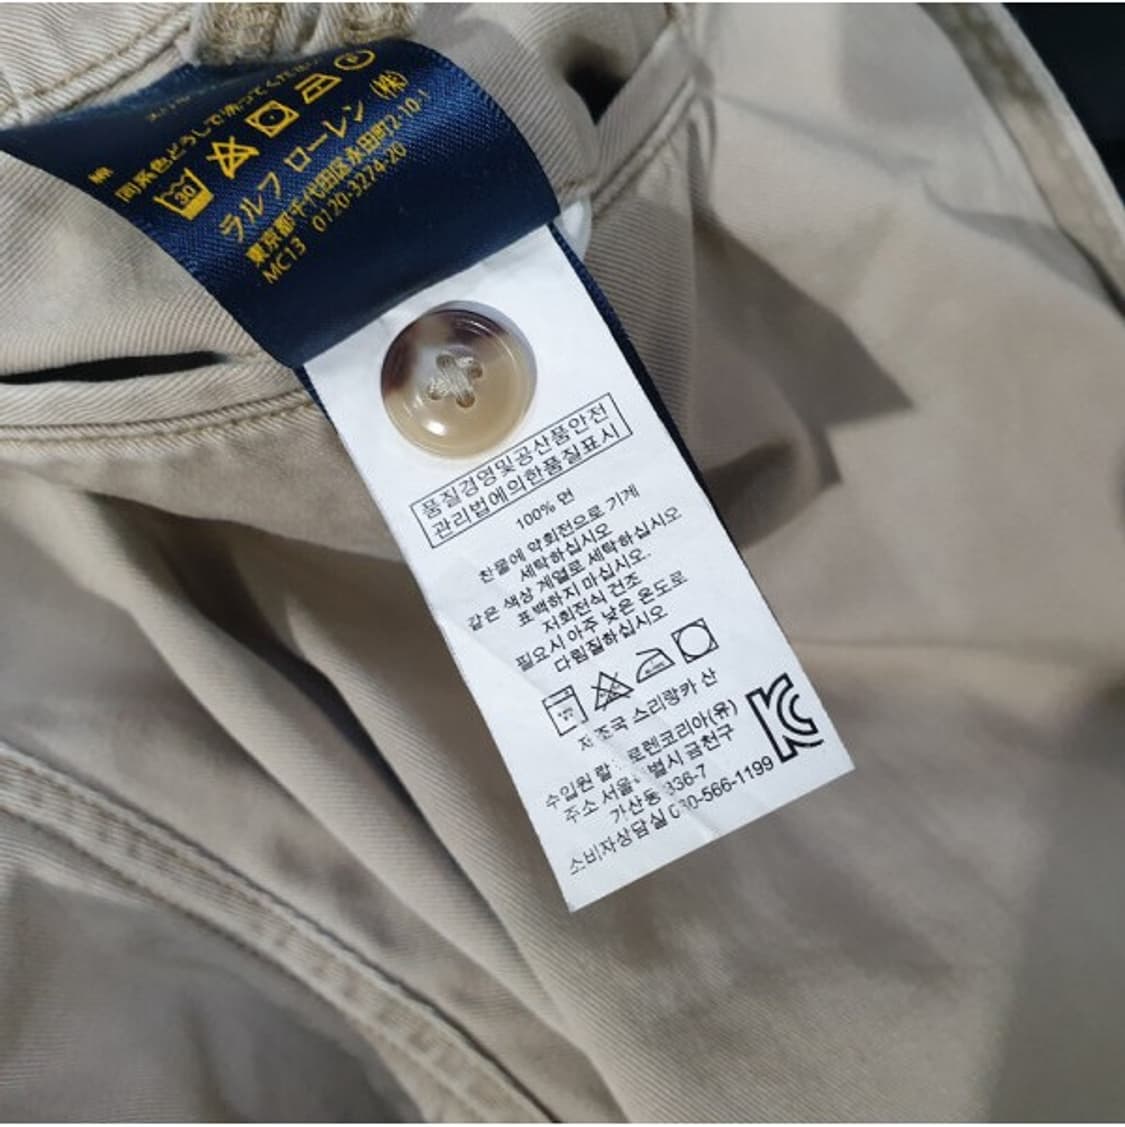 綿
同系色どうしで洗ってください
30
ラルフ ローレン (株)
東京都千代田区永田町2-10-1
MC13 0120-3274-20
품질경영및공산품안전
관리법에의한품질표시
100% 면
찬물에 약회전으로 기계
세탁하십시오
같은 색상 계열로 세탁하십시오
표백하지 마십시오.
저회전식 건조
필요시 아주 낮은 온도로
다림질하십시오
제조국 스리랑카 산
수입원 랄 로렌코리아(유)
주소 서울 별시 금천구
가산동 336-7
소비자상담실 080-566-1199